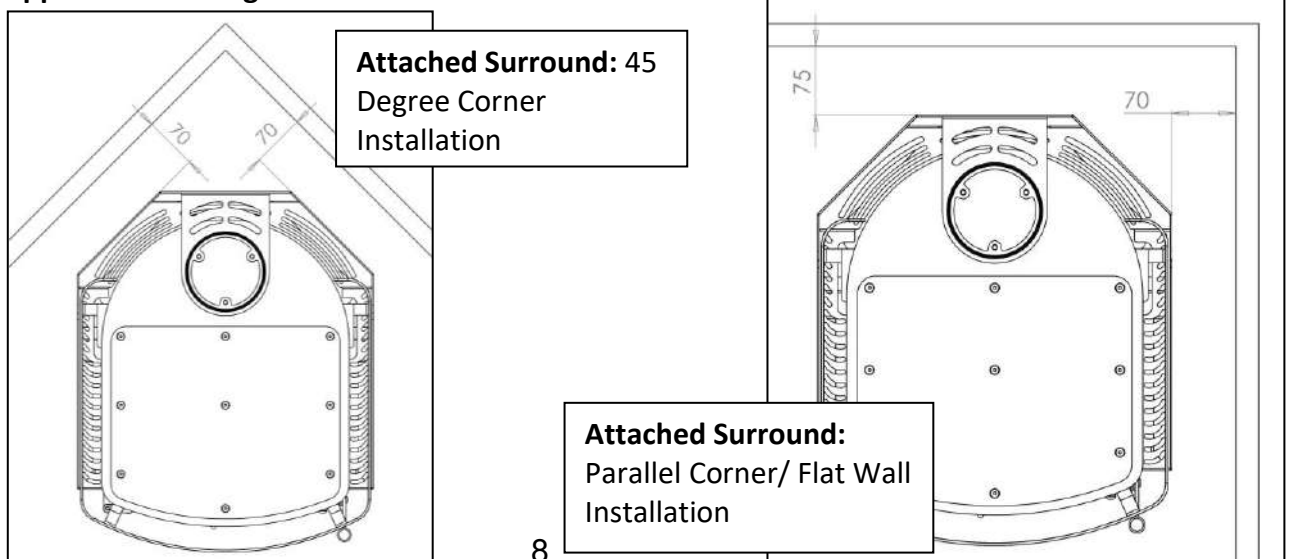 Attached Surround: 45
Degree Corner
Installation
70
70
75
70
Attached Surround:
Parallel Corner/ Flat Wall
Installation
8